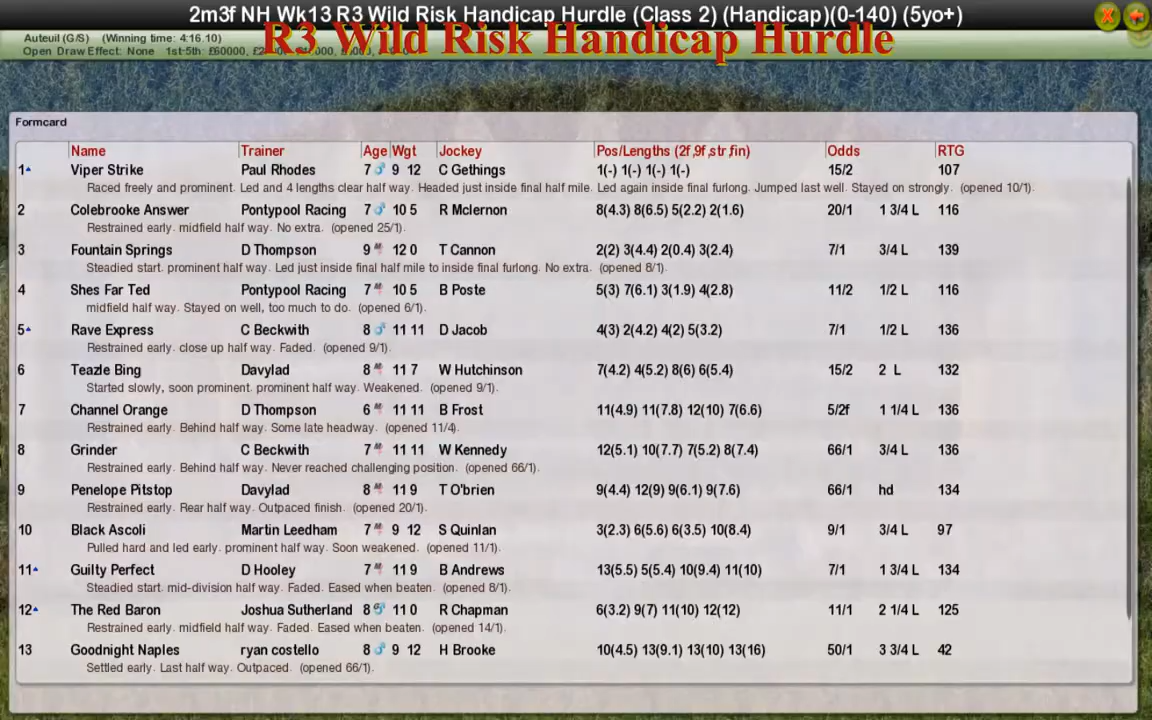 2m3f NH Wk13 R3 Wild Risk Handicap Hurdle (Class 2) (Handicap)(0-140) (5yo+)
R3 Wild Risk Handicap Hurdle
Auteuil (G/S) (Winning time: 4:16.10)
Open Draw Effect: None 1st-5th: £60000,
Formcard
Name Trainer Age Wgt Jockey Pos/Lengths (2f,9f,str,fin) Odds RTG
1 Viper Strike Paul Rhodes 7 9 12 C Gethings 1(-) 1(-) 1(-) 1(-) 15/2 107
Raced freely and prominent. Led and 4 lengths clear half way. Headed just inside final half mile. Led again inside final furlong. Jumped last well. Stayed on strongly. (opened 10/1).
2 Colebrooke Answer Pontypool Racing 7 10 5 R Mclernon 8(4.3) 8(6.5) 5(2.2) 2(1.6) 20/1 1 3/4 L 116
Restrained early. midfield half way. No extra. (opened 25/1).
3 Fountain Springs D Thompson 9 12 0 T Cannon 2(2) 3(4.4) 2(0.4) 3(2.4) 7/1 3/4 L 139
Steadied start. prominent half way. Led just inside final half mile to inside final furlong. No extra. (opened 8/1).
4 Shes Far Ted Pontypool Racing 7 10 5 B Poste 5(3) 7(6.1) 3(1.9) 4(2.8) 11/2 1/2 L 116
midfield half way. Stayed on well, too much to do. (opened 6/1).
5 Rave Express C Beckwith 8 11 11 D Jacob 4(3) 2(4.2) 4(2) 5(3.2) 7/1 1/2 L 136
Restrained early. close up half way. Faded. (opened 9/1).
6 Teazle Bing Davylad 8 11 7 W Hutchinson 7(4.2) 4(5.2) 8(6) 6(5.4) 15/2 2 L 132
Started slowly, soon prominent. prominent half way. Weakened. (opened 9/1).
7 Channel Orange D Thompson 6 11 11 B Frost 11(4.9) 11(7.8) 12(10) 7(6.6) 5/2f 1 1/4 L 136
Restrained early. Behind half way. Some late headway. (opened 11/4).
8 Grinder C Beckwith 7 11 11 W Kennedy 12(5.1) 10(7.7) 7(5.2) 8(7.4) 66/1 3/4 L 136
Restrained early. Behind half way. Never reached challenging position. (opened 66/1).
9 Penelope Pitstop Davylad 8 11 9 T O'brien 9(4.4) 12(9) 9(6.1) 9(7.6) 66/1 hd 134
Restrained early. Rear half way. Outpaced finish. (opened 20/1).
10 Black Ascoli Martin Leedham 7 9 12 S Quinlan 3(2.3) 6(5.6) 6(3.5) 10(8.4) 9/1 3/4 L 97
Pulled hard and led early. prominent half way. Soon weakened. (opened 11/1).
11 Guilty Perfect D Hooley 7 11 9 B Andrews 13(5.5) 5(5.4) 10(9.4) 11(10) 7/1 1 3/4 L 134
Steadied start. mid-division half way. Faded. Eased when beaten. (opened 8/1).
12 The Red Baron Joshua Sutherland 8 11 0 R Chapman 6(3.2) 9(7) 11(10) 12(12) 11/1 2 1/4 L 125
Restrained early. midfield half way. Faded. Eased when beaten. (opened 14/1).
13 Goodnight Naples ryan costello 8 9 12 H Brooke 10(4.5) 13(9.1) 13(10) 13(16) 50/1 3 3/4 L 42
Settled early. Last half way. Outpaced. (opened 66/1).